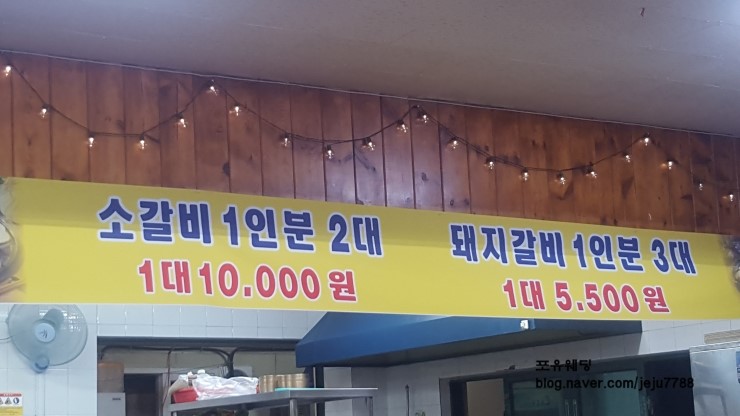 소갈비 1인분 2대
1대 10.000원
돼지갈비 1인분 3대
1대 5.500원
포유웨딩
blog.naver.com/jeju7788